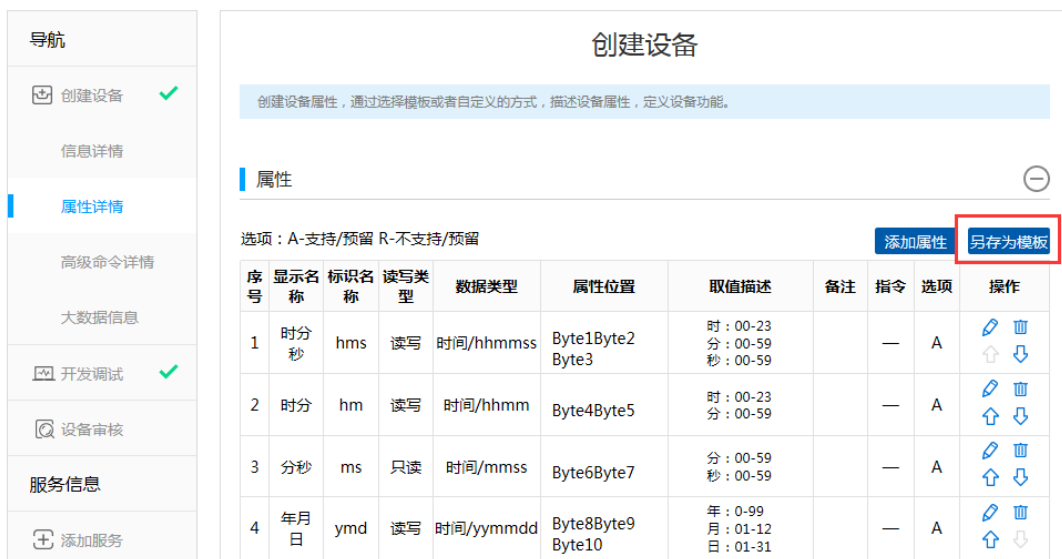 导航
创建设备
信息详情
属性详情
高级命令详情
大数据信息
开发调试
设备审核
服务信息
添加服务
创建设备
创建设备属性，通过选择模板或者自定义的方式，描述设备属性，定义设备功能。
属性
选项：A-支持/预留 R-不支持/预留
添加属性 另存为模板
序号 显示名称 标识名称 读写类型 数据类型 属性位置 取值描述 备注 指令 选项 操作
1 时分秒 hms 读写 时间/hhmmss Byte1Byte2 Byte3 时：00-23 分：00-59 秒：00-59 — A
2 时分 hm 读写 时间/hhmm Byte4Byte5 时：00-23 分：00-59 — A
3 分秒 ms 只读 时间/mmss Byte6Byte7 分：00-59 秒：00-59 — A
4 年月日 ymd 读写 时间/yymmdd Byte8Byte9 Byte10 年：0-99 月：01-12 日：01-31 — A